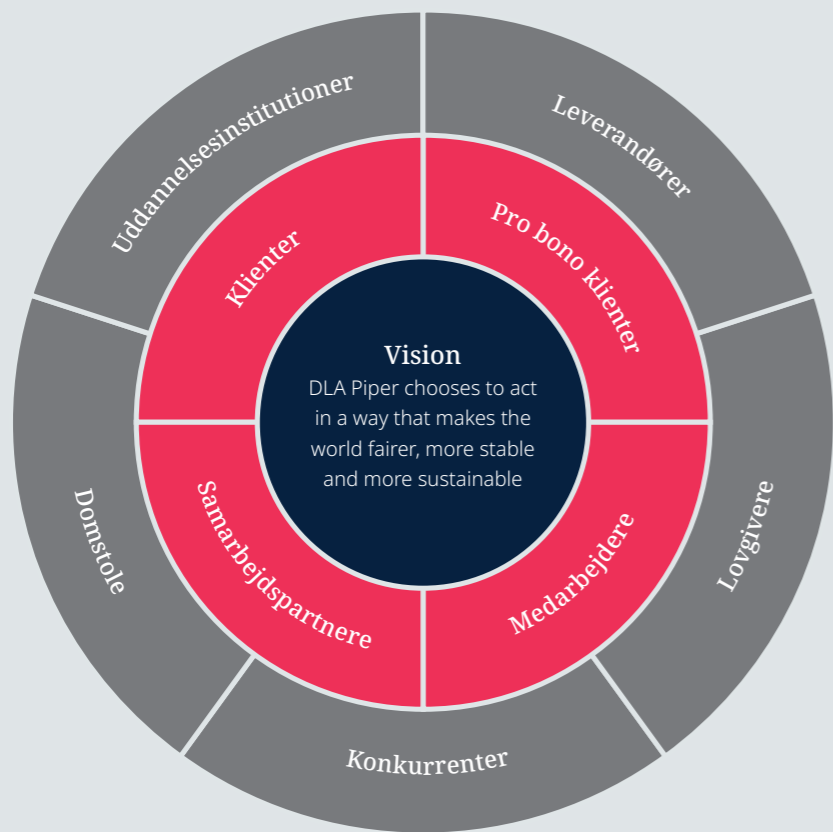 Uddannelsesinstitutioner
Leverandører
Klienter
Pro bono klienter
Vision
DLA Piper chooses to act
in a way that makes the
world fairer, more stable
and more sustainable
Domstole
Samarbejdspartnere
Medarbejdere
Lovgivere
Konkurrenter